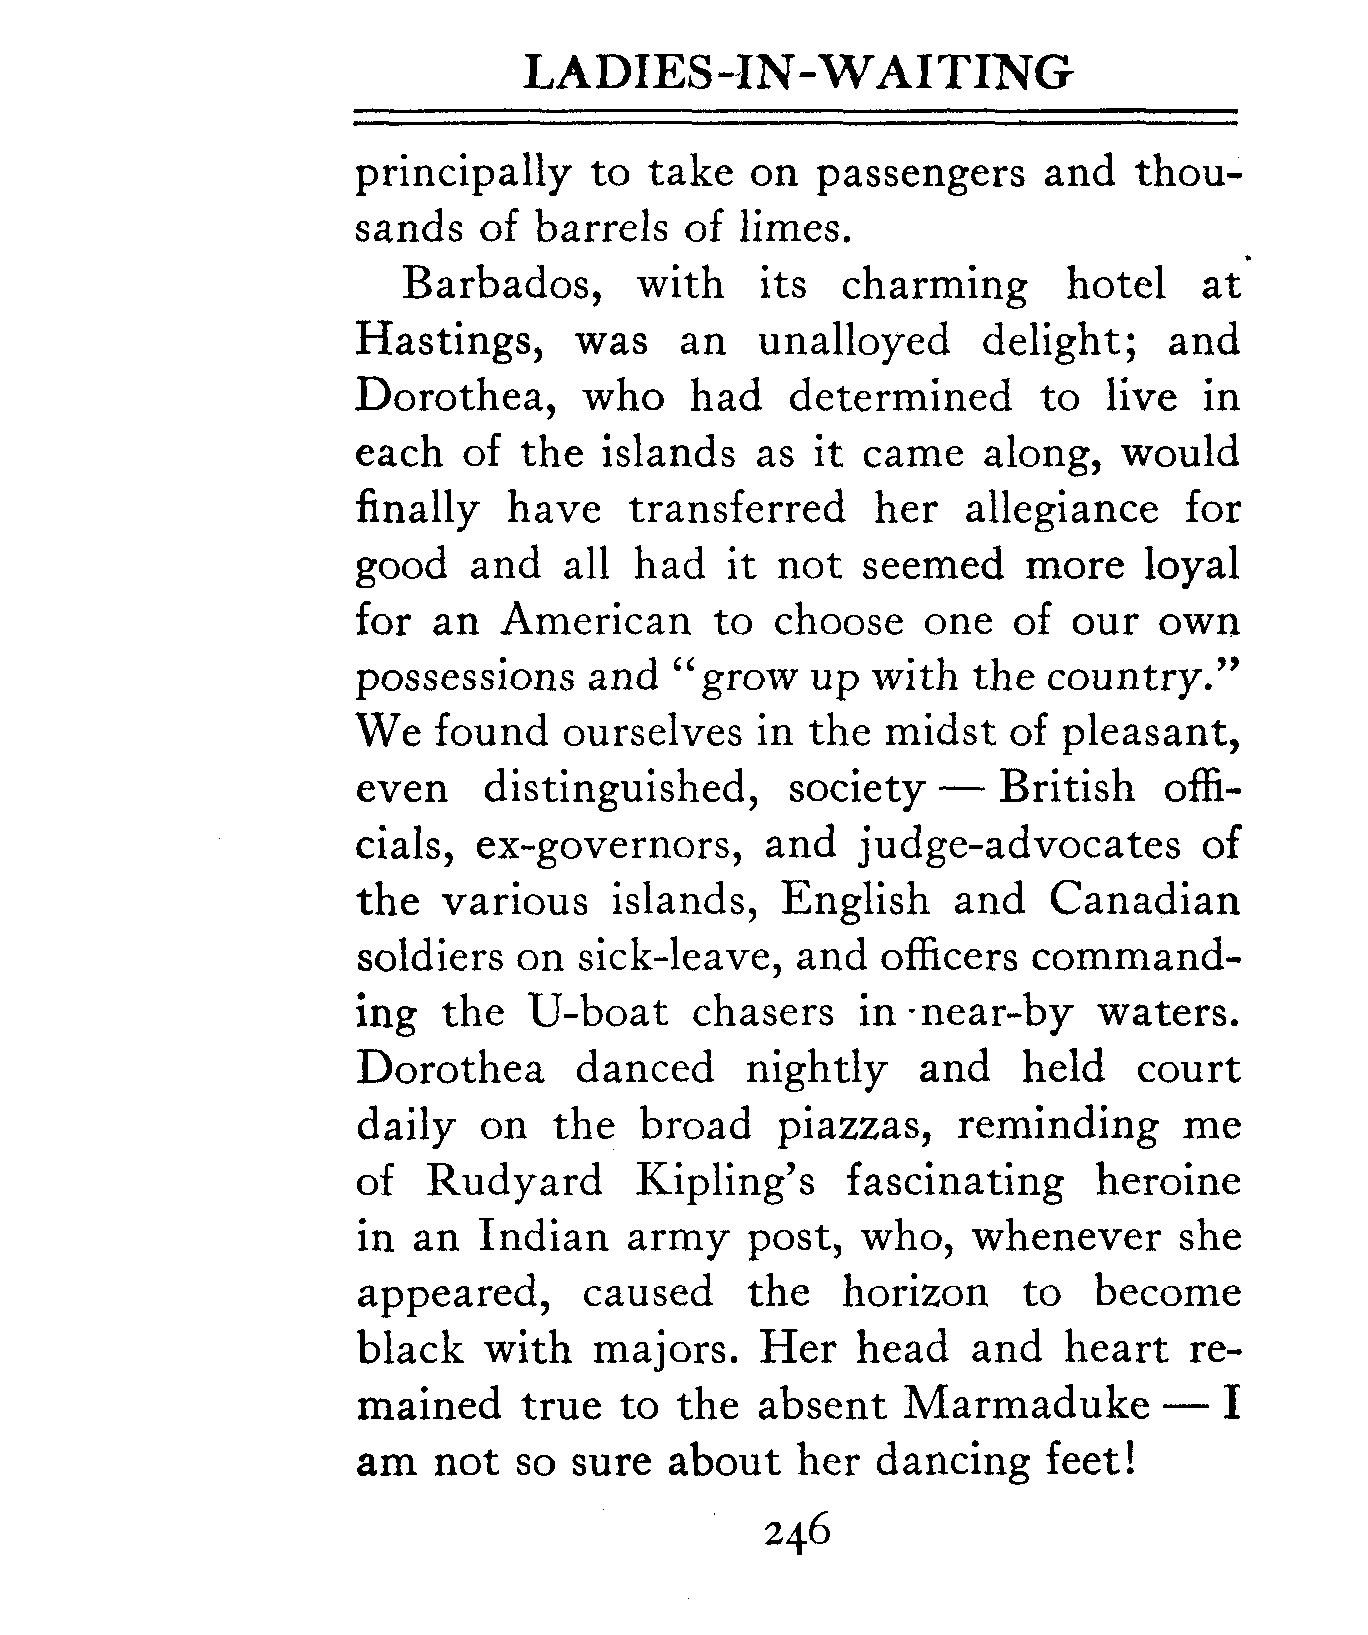 LADIES-IN-WAITING
principally to take on passengers and thou-
sands of barrels of limes.
Barbados, with its charming hotel at
Hastings, was an unalloyed delight; and
Dorothea, who had determined to live in
each of the islands as it came along, would
finally have transferred her allegiance for
good and all had it not seemed more loyal
for an American to choose one of our own
possessions and "grow up with the country."
We found ourselves in the midst of pleasant,
even distinguished, society — British offi-
cials, ex-governors, and judge-advocates of
the various islands, English and Canadian
soldiers on sick-leave, and officers command-
ing the U-boat chasers in near-by waters.
Dorothea danced nightly and held court
daily on the broad piazzas, reminding me
of Rudyard Kipling's fascinating heroine
in an Indian army post, who, whenever she
appeared, caused the horizon to become
black with majors. Her head and heart re-
mained true to the absent Marmaduke — I
am not so sure about her dancing feet!
246